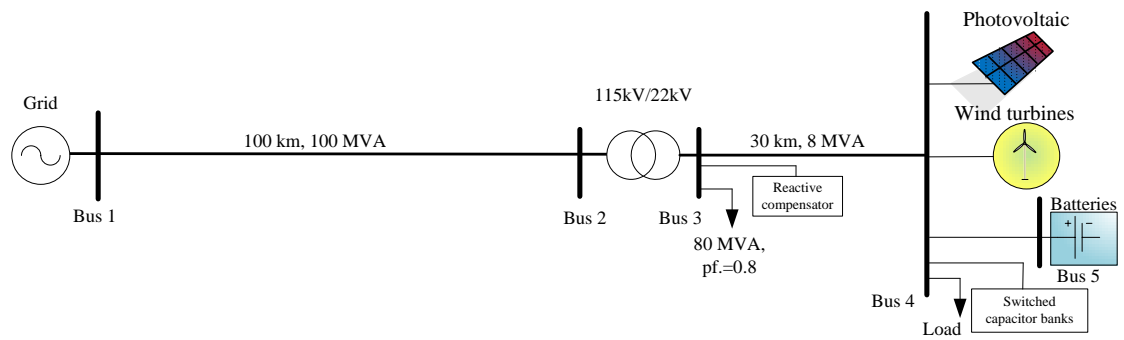 Photovoltaic
Grid
115kV/22kV
Wind turbines
100 km, 100 MVA
30 km, 8 MVA
Reactive
compensator
Batteries
+ −
Bus 1
Bus 2
Bus 3
80 MVA,
pf.=0.8
Bus 5
Bus 4
Switched
capacitor banks
Load